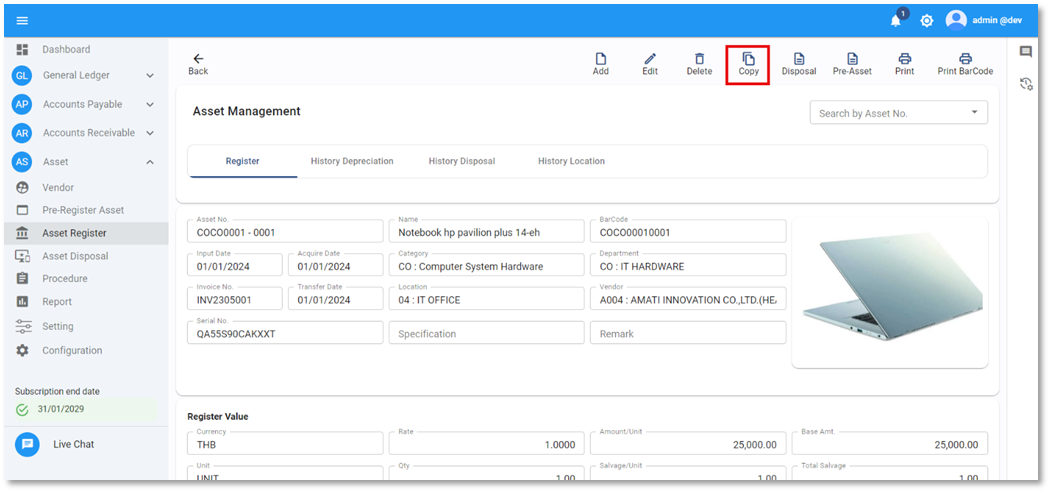 1
admin @dev
Dashboard
GL General Ledger
AP Accounts Payable
AR Accounts Receivable
AS Asset
Vendor
Pre-Register Asset
Asset Register
Asset Disposal
Procedure
Report
Setting
Configuration
Subscription end date
31/01/2029
Live Chat
Back
Add Edit Delete Copy Disposal Pre-Asset Print Print BarCode
Asset Management
Search by Asset No.
Register History Depreciation History Disposal History Location
Asset No. Name BarCode
COCO0001 - 0001 Notebook hp pavilion plus 14-eh COCO00010001
Input Date Acquire Date Category Department
01/01/2024 01/01/2024 CO : Computer System Hardware CO : IT HARDWARE
Invoice No. Transfer Date Location Vendor
INV2305001 01/01/2024 04 : IT OFFICE A004 : AMATI INNOVATION CO.,LTD.(HEA
Serial No.
QA55S90CAKXXT Specification Remark
Register Value
Currency Rate Amount/Unit Base Amt.
THB 1.0000 25,000.00 25,000.00
Unit Qty Salvage/Unit Total Salvage
UNIT 1.00 1.00 1.00